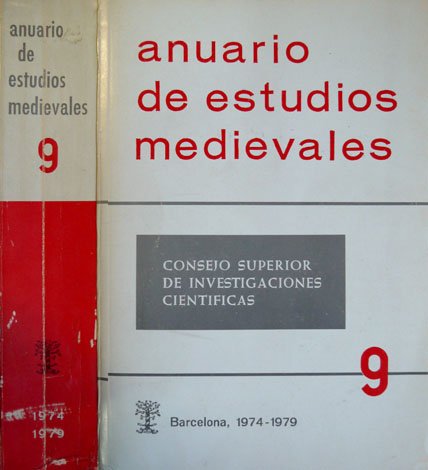 anuario
de
estudios
medievales
9
1974
1979
anuario
de estudios
medievales
CONSEJO SUPERIOR
DE INVESTIGACIONES
CIENTIFICAS
9
Barcelona, 1974-1979